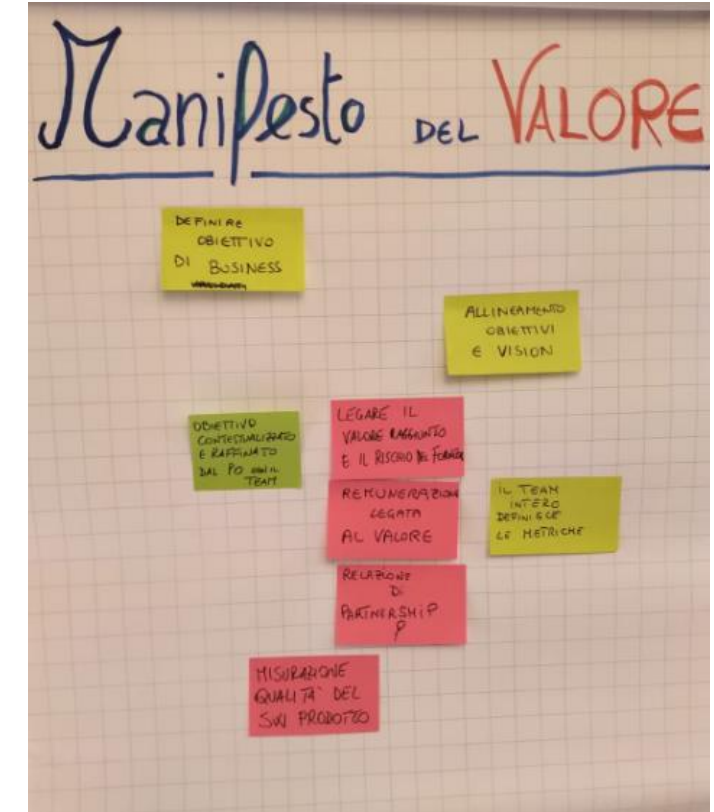 Manifesto DEL VALORE
DEFINIRE
OBIETTIVO
DI BUSINESS
ALLINEAMENTO
OBIETTIVI
E VISION
OBIETTIVO
CONTESTUALIZZATO
E RAFFINATO
DAL PO CON IL
TEAM
LEGARE IL
VALORE RAGGIUNTO
E IL RISCHIO DEL
REMUNERAZIONE
LEGATA
AL VALORE
IL TEAM
INTERO
DEFINISCE
LE METRICHE
RELAZIONE
DI
PARTNERSHIP
MISURAZIONE
QUALITA' DEL
SW PRODOTTO